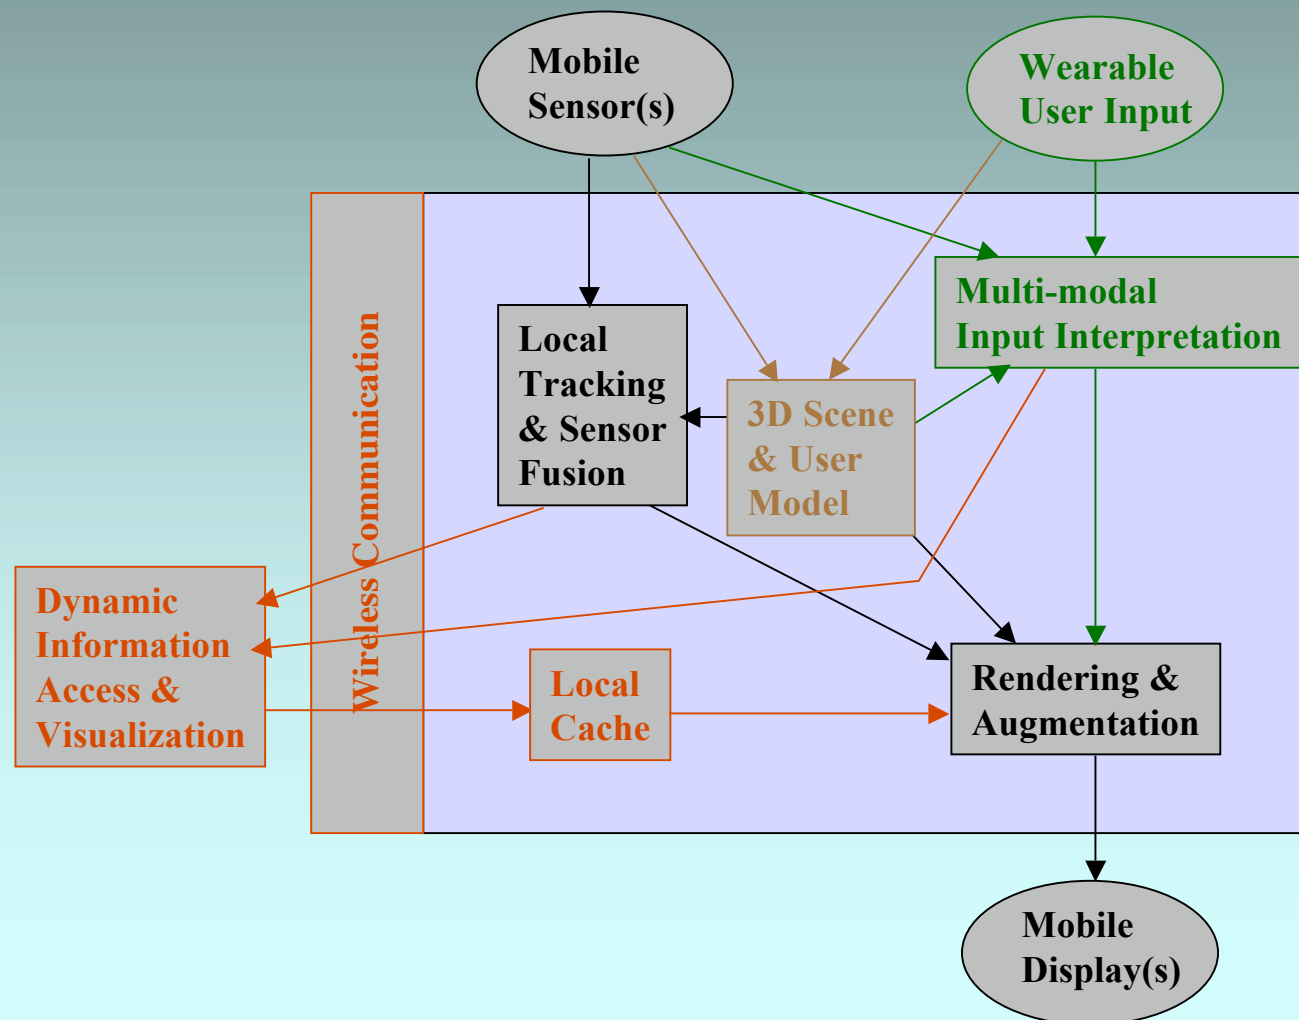 Mobile
Sensor(s)
Wearable
User Input
Multi-modal
Input Interpretation
Local
Tracking
& Sensor
Fusion
3D Scene
& User
Model
Wireless Communication
Dynamic
Information
Access &
Visualization
Local
Cache
Rendering &
Augmentation
Mobile
Display(s)